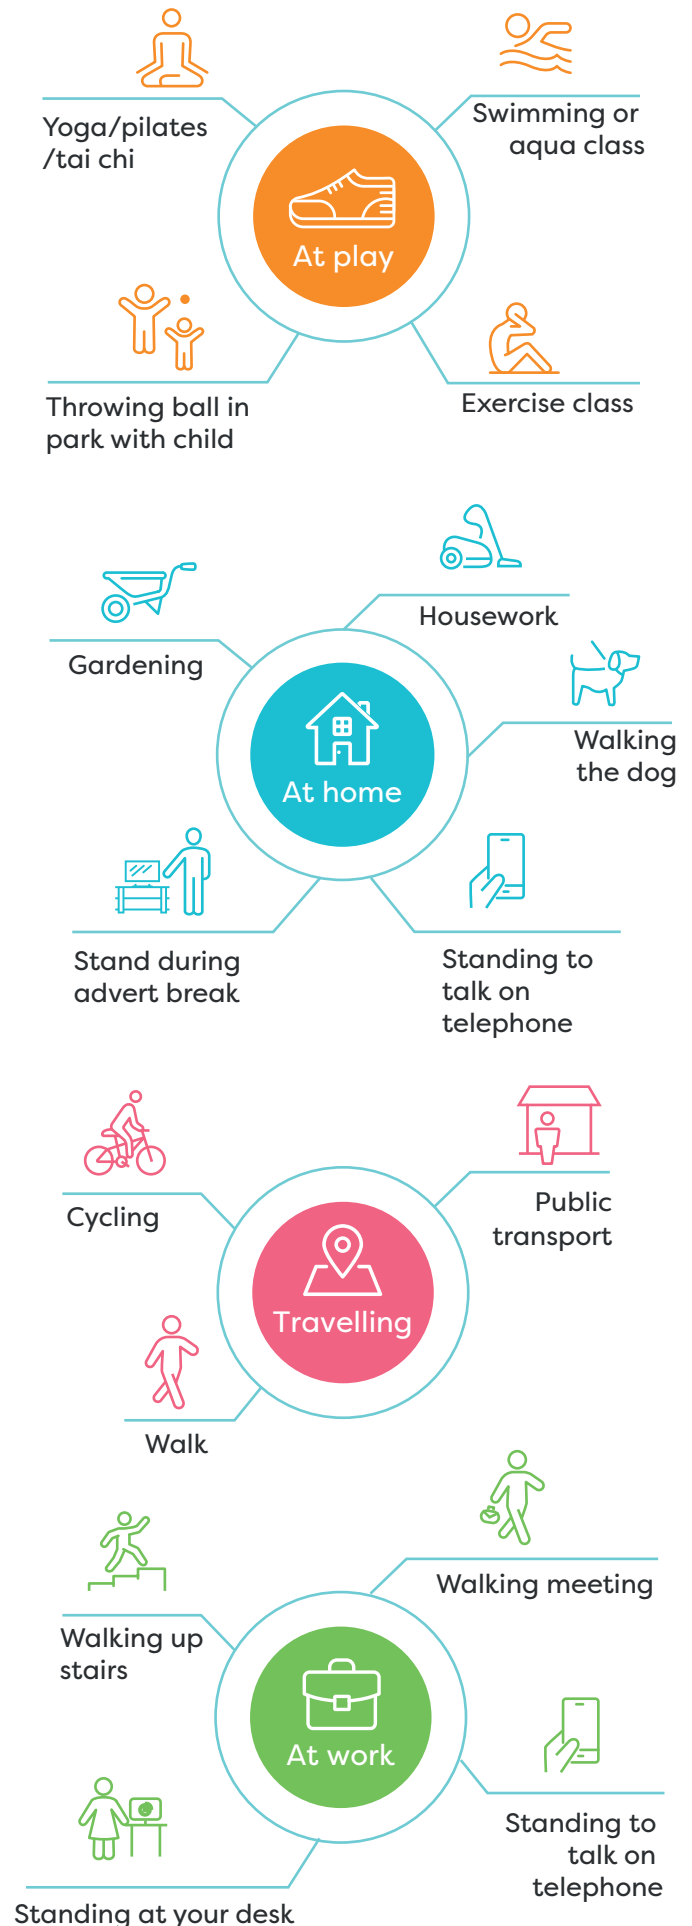 Yoga/pilates
/tai chi
Swimming or
aqua class
At play
Throwing ball in
park with child
Exercise class
Housework
Gardening
Walking
the dog
At home
Stand during
advert break
Standing to
talk on
telephone
Cycling
Public
transport
Travelling
Walk
Walking meeting
Walking up
stairs
At work
Standing to
talk on
telephone
Standing at your desk